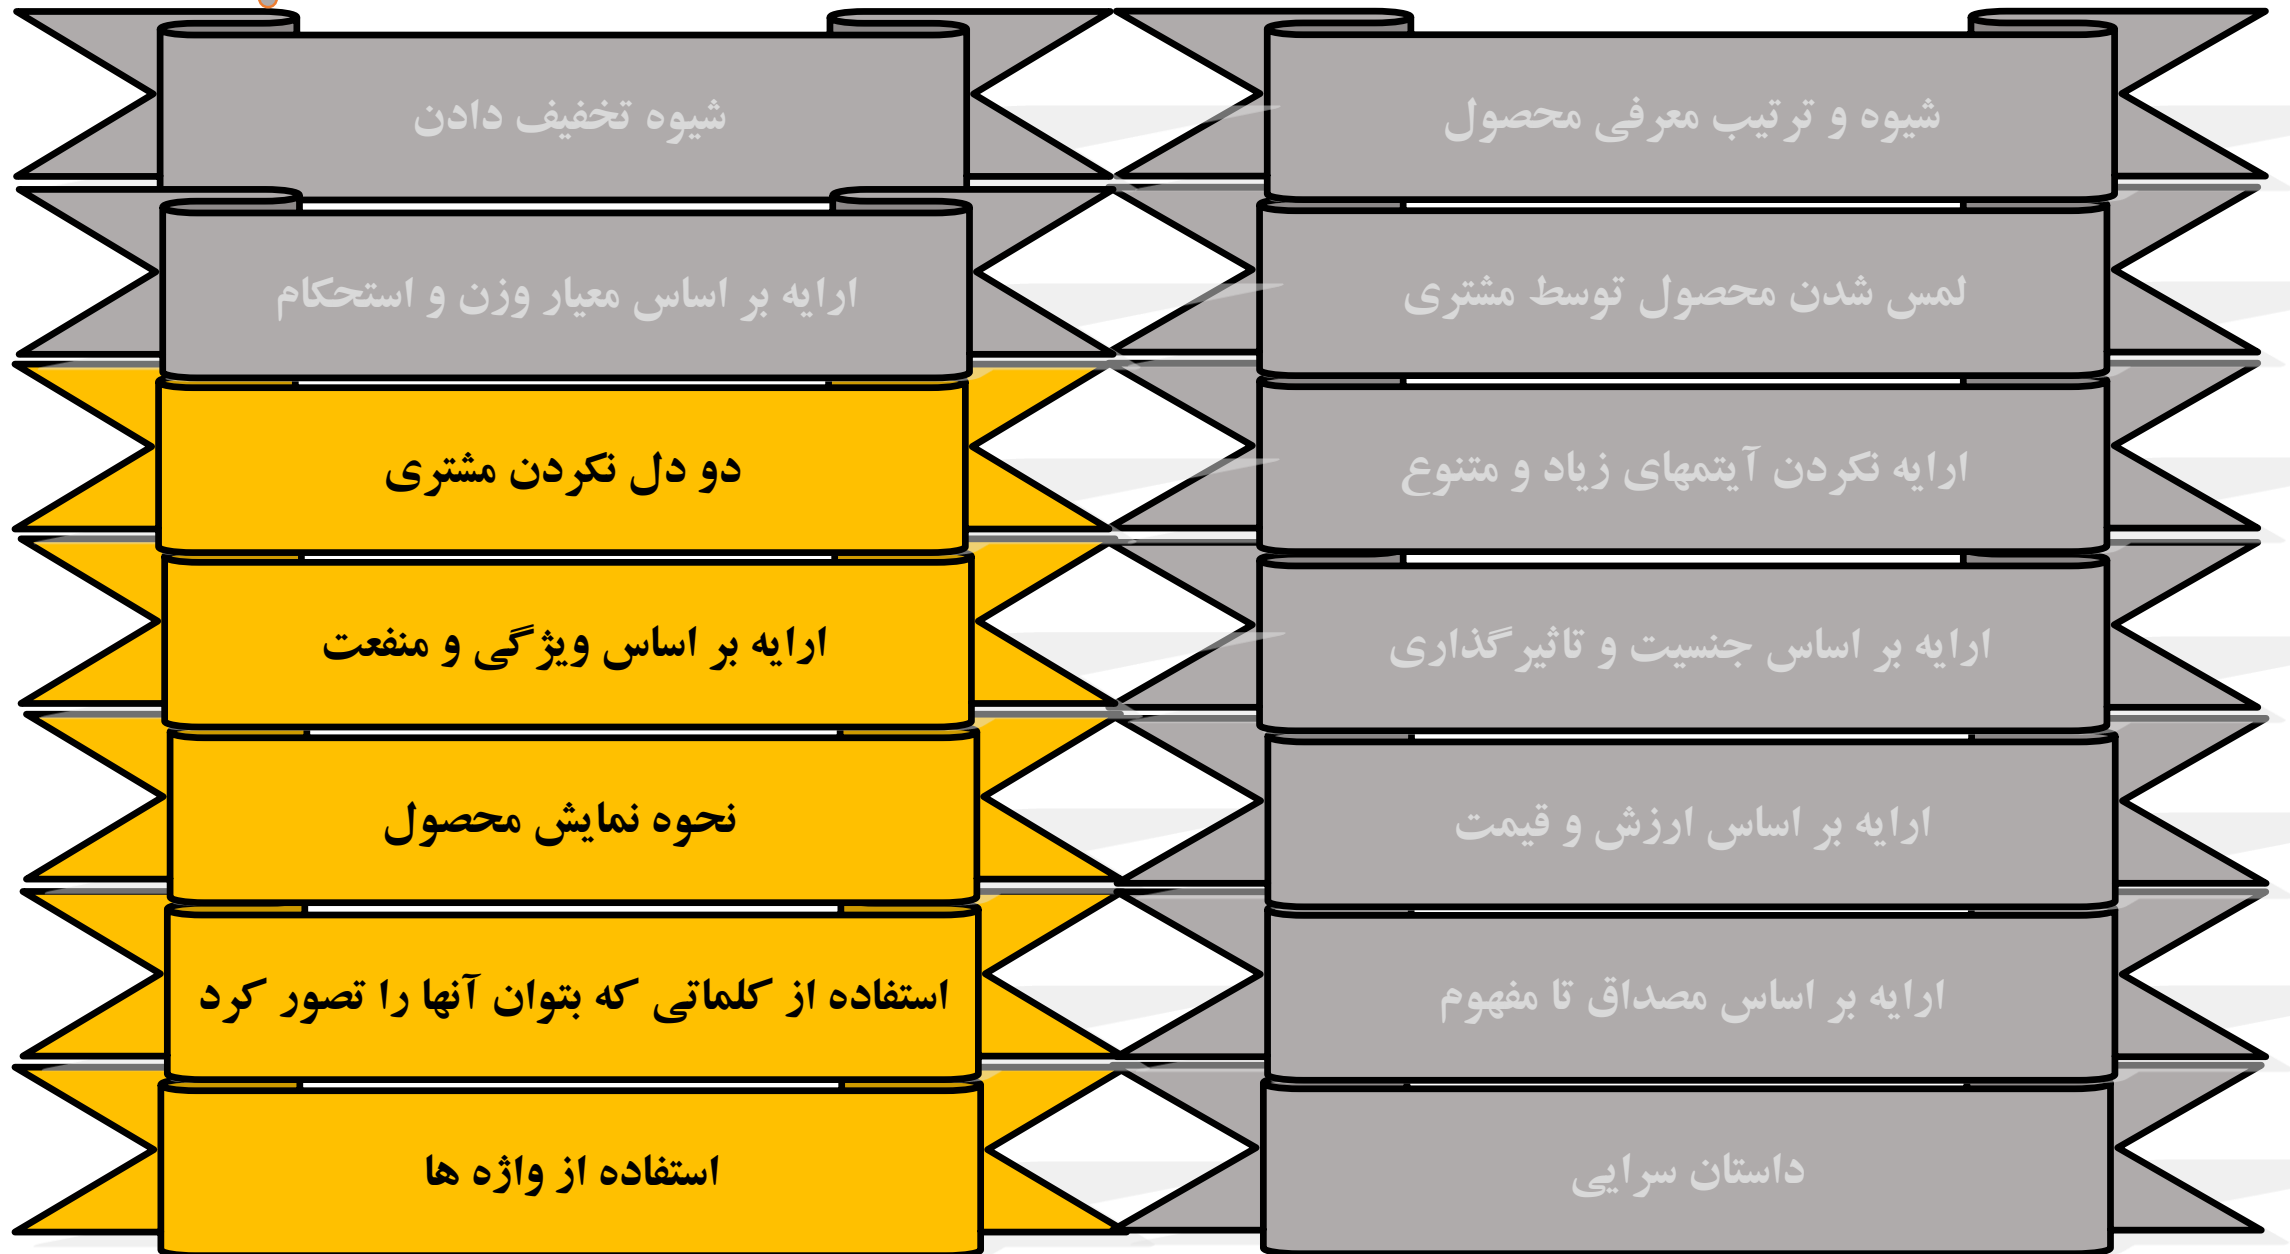 شیوه و ترتیب معرفی محصول
لمس شدن محصول توسط مشتری
ارایه نکردن آیتمهای زیاد و متنوع
ارایه بر اساس جنسیت و تاثیرگذاری
ارایه بر اساس ارزش و قیمت
ارایه بر اساس مصداق تا مفهوم
داستان سرایی
شیوه تخفیف دادن
ارایه بر اساس معیار وزن و استحکام
دو دل نکردن مشتری
ارایه بر اساس ویژگی و منفعت
نحوه نمایش محصول
استفاده از کلماتی که بتوان آنها را تصور کرد
استفاده از واژه ها